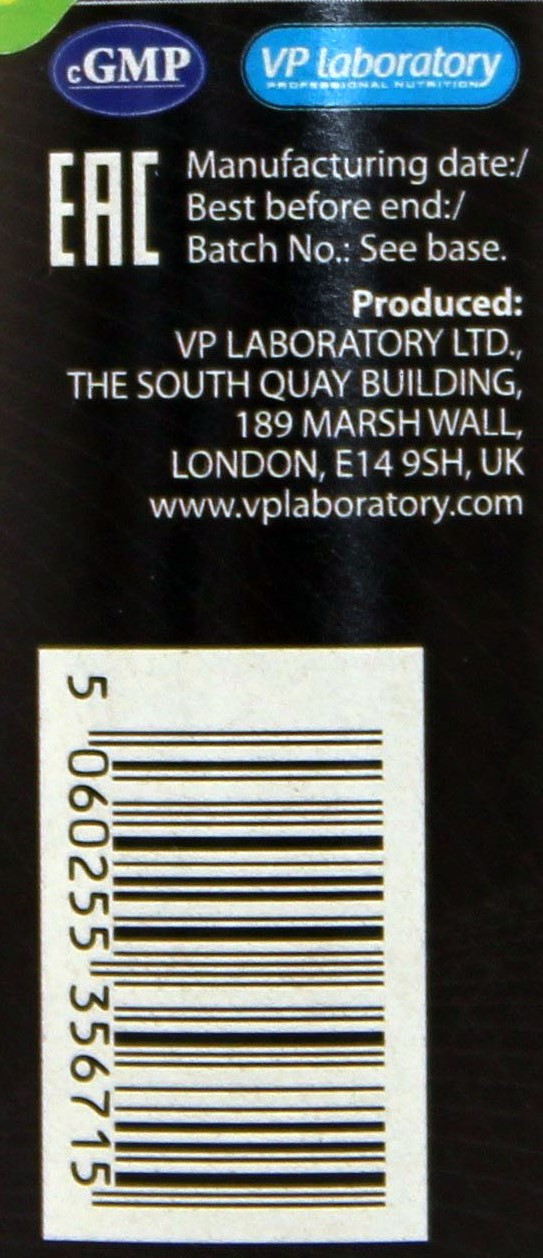 cGMP
VP laboratory
PROFESSIONAL NUTRITION
EAC
Manufacturing date:/
Best before end:/
Batch No.: See base.
Produced:
VP LABORATORY LTD.,
THE SOUTH QUAY BUILDING,
189 MARSH WALL,
LONDON, E14 9SH, UK
www.vplaboratory.com
5 060255 356715